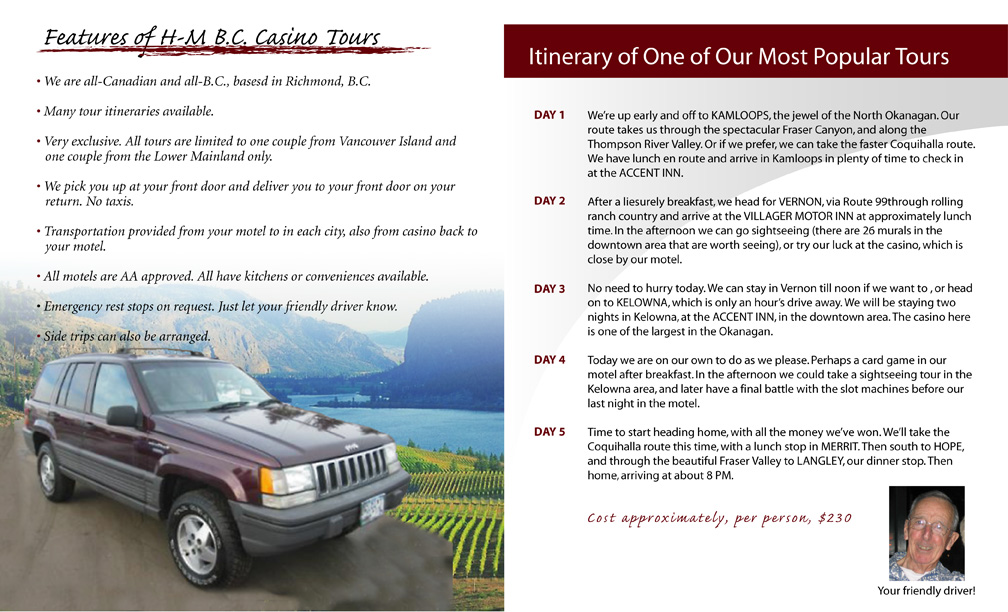 Features of H-M B.C. Casino Tours
• We are all-Canadian and all-B.C., basesd in Richmond, B.C.
• Many tour itineraries available.
• Very exclusive. All tours are limited to one couple from Vancouver Island and
one couple from the Lower Mainland only.
• We pick you up at your front door and deliver you to your front door on your
return. No taxis.
• Transportation provided from your motel to in each city, also from casino back to
your motel.
• All motels are AA approved. All have kitchens or conveniences available.
• Emergency rest stops on request. Just let your friendly driver know.
• Side trips can also be arranged.
Itinerary of One of Our Most Popular Tours
DAY 1 We're up early and off to KAMLOOPS, the jewel of the North Okanagan. Our
route takes us through the spectacular Fraser Canyon, and along the
Thompson River Valley. Or if we prefer, we can take the faster Coquihalla route.
We have lunch en route and arrive in Kamloops in plenty of time to check in
at the ACCENT INN.
DAY 2 After a liesurely breakfast, we head for VERNON, via Route 99through rolling
ranch country and arrive at the VILLAGER MOTOR INN at approximately lunch
time. In the afternoon we can go sightseeing (there are 26 murals in the
downtown area that are worth seeing), or try our luck at the casino, which is
close by our motel.
DAY 3 No need to hurry today. We can stay in Vernon till noon if we want to , or head
on to KELOWNA, which is only an hour's drive away. We will be staying two
nights in Kelowna, at the ACCENT INN, in the downtown area. The casino here
is one of the largest in the Okanagan.
DAY 4 Today we are on our own to do as we please. Perhaps a card game in our
motel after breakfast. In the afternoon we could take a sightseeing tour in the
Kelowna area, and later have a final battle with the slot machines before our
last night in the motel.
DAY 5 Time to start heading home, with all the money we've won. We'll take the
Coquihalla route this time, with a lunch stop in MERRIT. Then south to HOPE,
and through the beautiful Fraser Valley to LANGLEY, our dinner stop. Then
home, arriving at about 8 PM.
Cost approximately, per person, $230
Your friendly driver!
Jeep